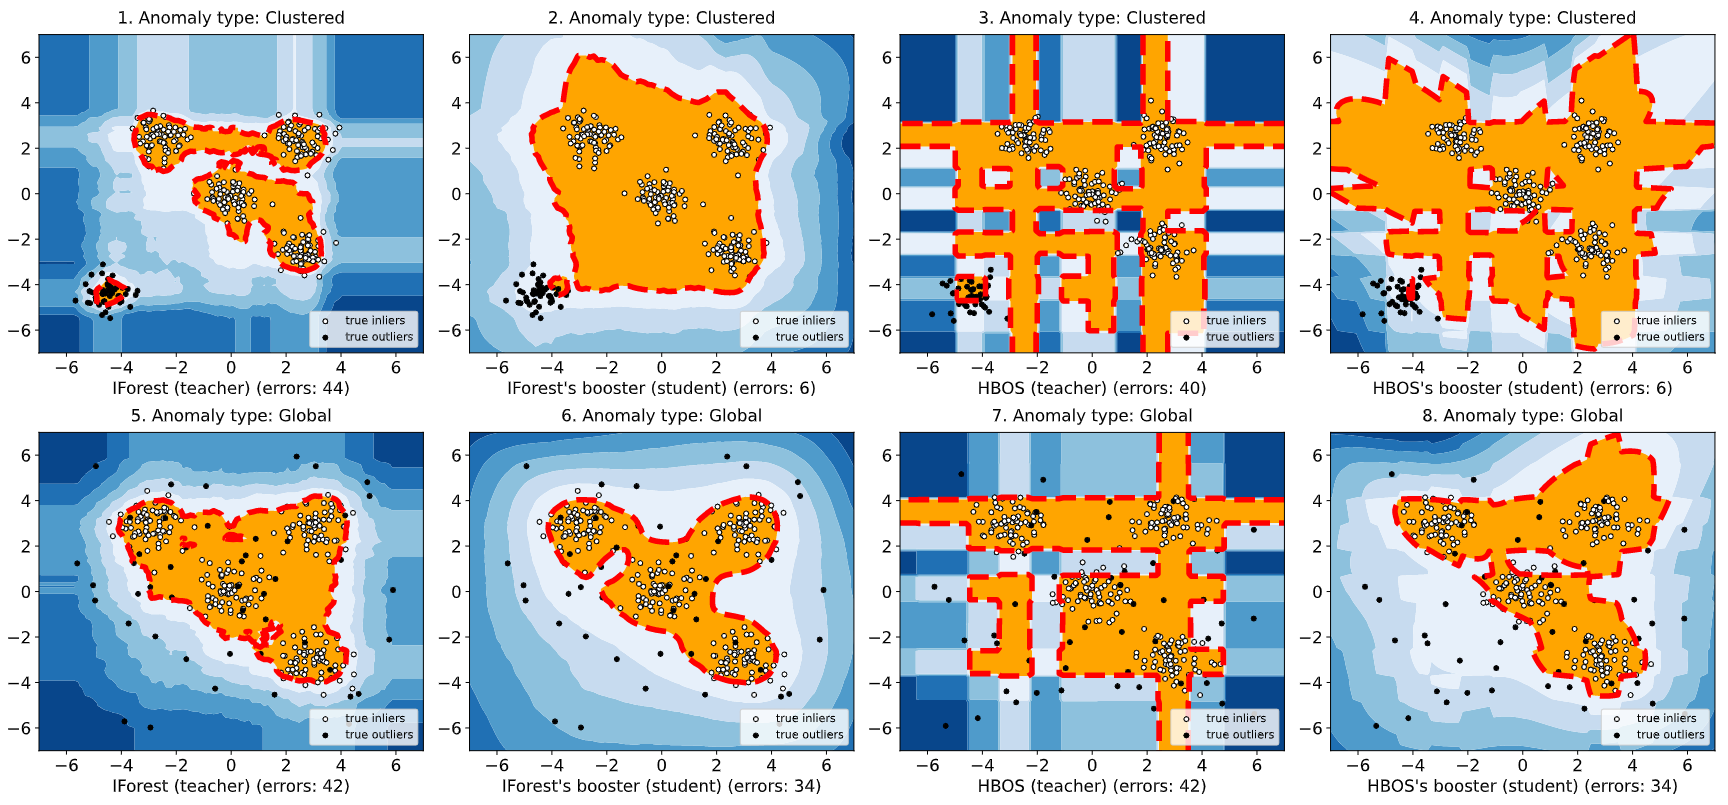 1. Anomaly type: Clustered
2. Anomaly type: Clustered
3. Anomaly type: Clustered
4. Anomaly type: Clustered
6
4
2
0
−2
−4
−6
true inliers
true outliers
−6 −4 −2 0 2 4 6
IForest (teacher) (errors: 44)
6
4
2
0
−2
−4
−6
true inliers
true outliers
−6 −4 −2 0 2 4 6
IForest's booster (student) (errors: 6)
6
4
2
0
−2
−4
−6
true inliers
true outliers
−6 −4 −2 0 2 4 6
HBOS (teacher) (errors: 40)
6
4
2
0
−2
−4
−6
true inliers
true outliers
−6 −4 −2 0 2 4 6
HBOS's booster (student) (errors: 6)
5. Anomaly type: Global
6. Anomaly type: Global
7. Anomaly type: Global
8. Anomaly type: Global
6
4
2
0
−2
−4
−6
true inliers
true outliers
−6 −4 −2 0 2 4 6
IForest (teacher) (errors: 42)
6
4
2
0
−2
−4
−6
true inliers
true outliers
−6 −4 −2 0 2 4 6
IForest's booster (student) (errors: 34)
6
4
2
0
−2
−4
−6
true inliers
true outliers
−6 −4 −2 0 2 4 6
HBOS (teacher) (errors: 42)
6
4
2
0
−2
−4
−6
true inliers
true outliers
−6 −4 −2 0 2 4 6
HBOS's booster (student) (errors: 34)